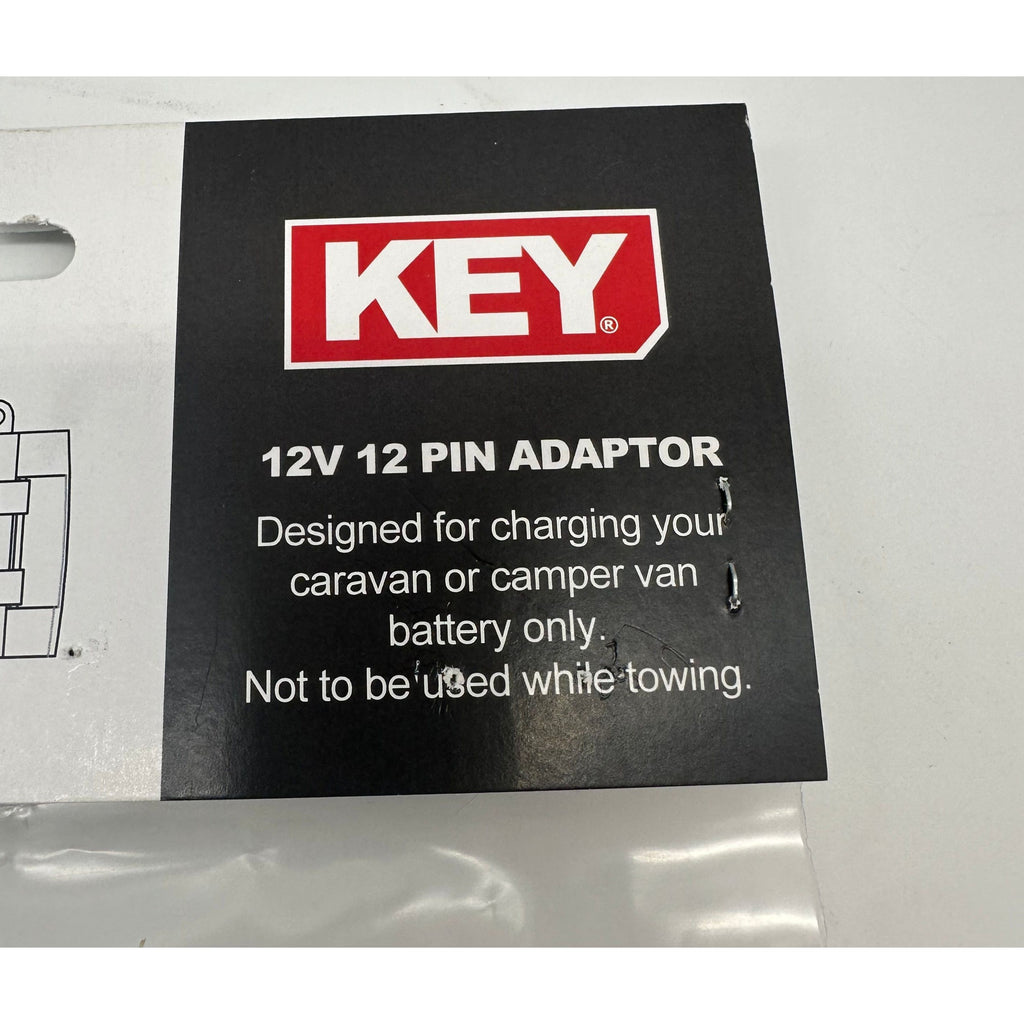 KEY®
12V 12 PIN ADAPTOR
Designed for charging your
caravan or camper van
battery only.
Not to be used while towing.